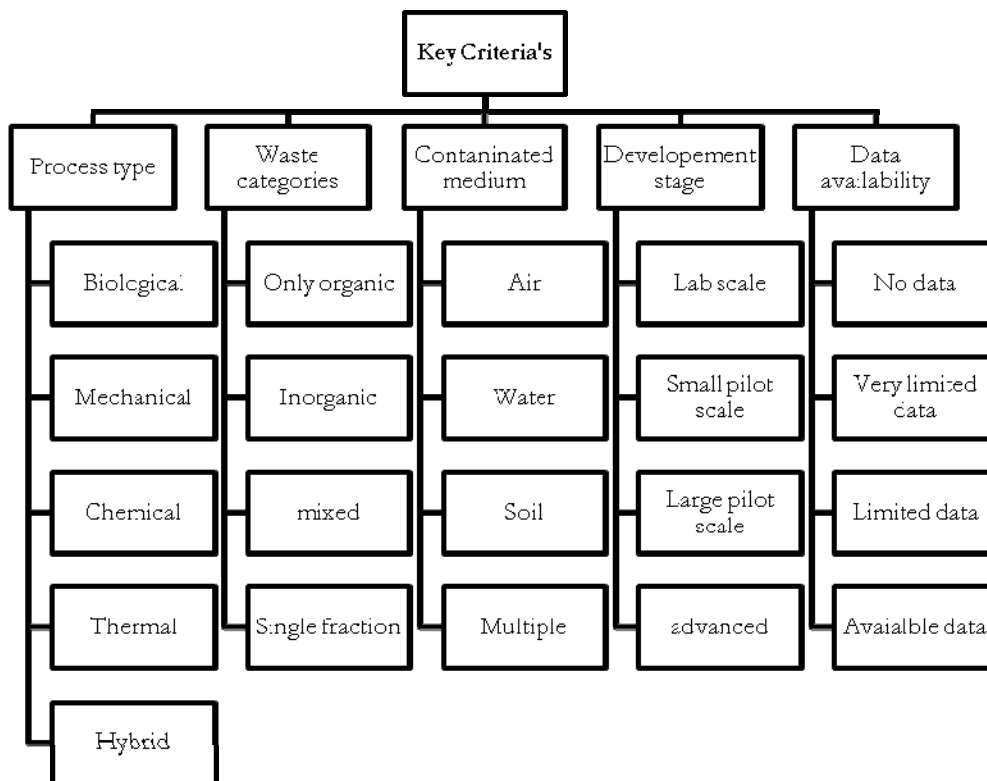 Key Criteria's
Process type
Biological
Mechanical
Chemical
Thermal
Hybrid
Waste
categories
Only organic
Inorganic
mixed
Single fraction
Contaminated
medium
Air
Water
Soil
Multiple
Developement
stage
Lab scale
Small pilot
scale
Large pilot
scale
advanced
Data
availability
No data
Very limited
data
Limited data
Avaialble data